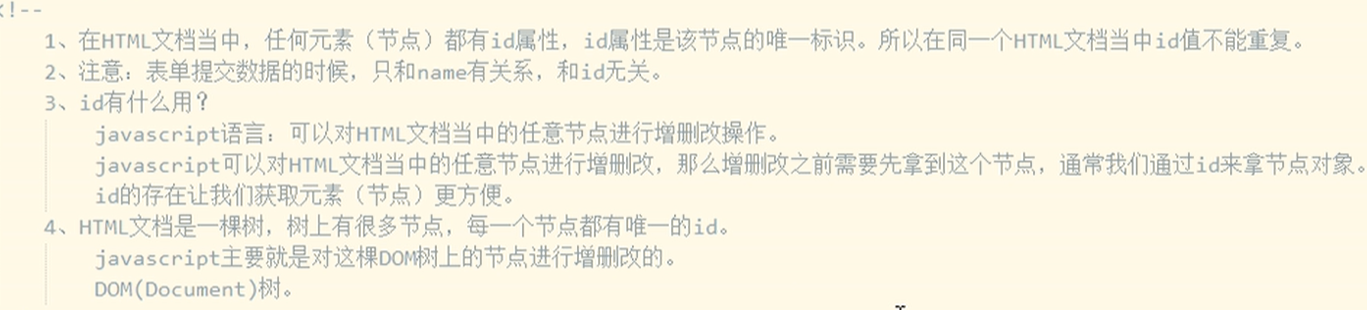 <!--
1、在HTML文档当中，任何元素（节点）都有id属性，id属性是该节点的唯一标识。所以在同一个HTML文档当中id值不能重复。
2、注意：表单提交数据的时候，只和name有关系，和id无关。
3、id有什么用？
javascript语言：可以对HTML文档当中的任意节点进行增删改操作。
javascript可以对HTML文档当中的任意节点进行增删改，那么增删改之前需要先拿到这个节点，通常我们通过id来拿节点对象。
id的存在让我们获取元素（节点）更方便。
4、HTML文档是一棵树，树上有很多节点，每一个节点都有唯一的id。
javascript主要就是对这棵DOM树上的节点进行增删改的。
DOM(Document)树。